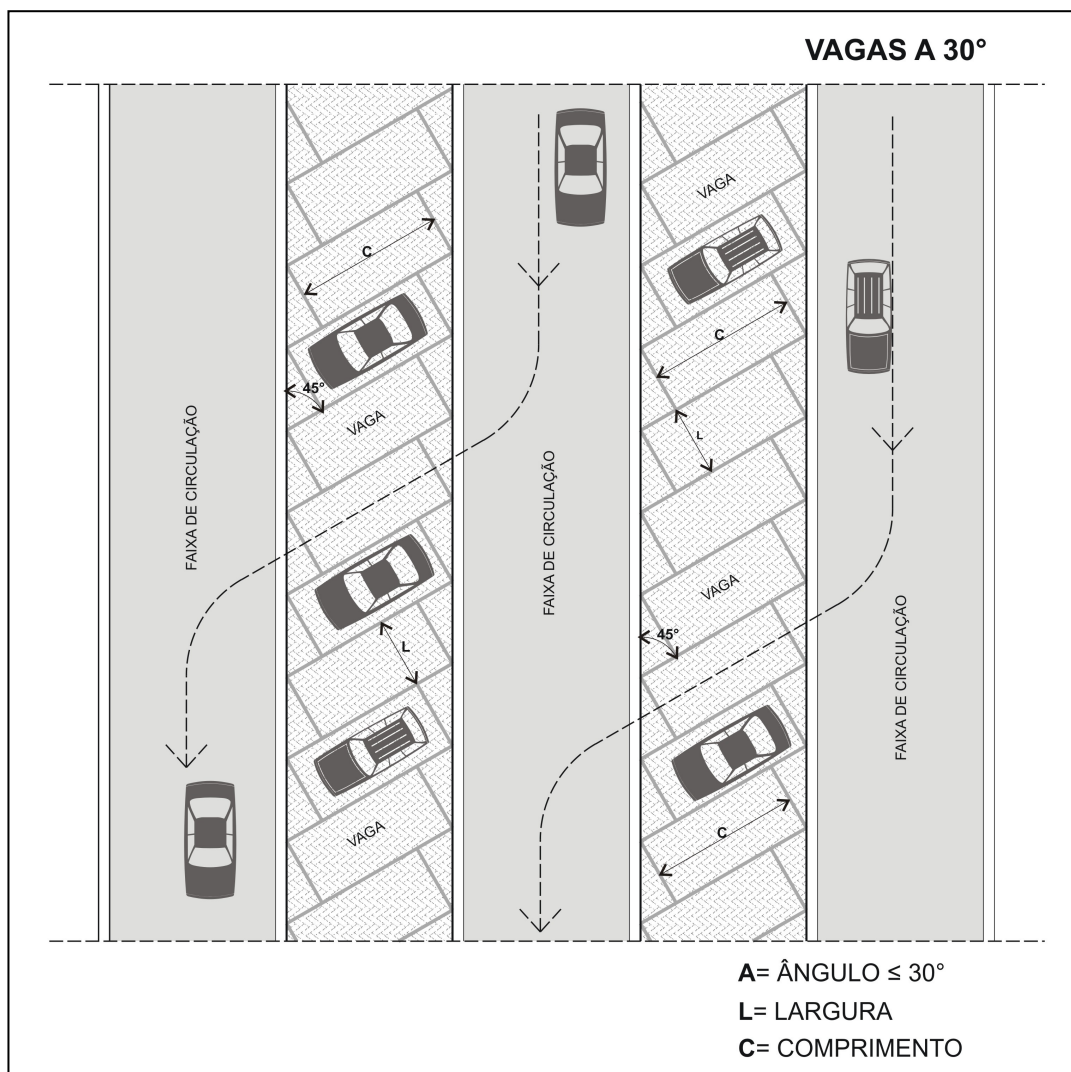 VAGAS A 30°
VAGA
C
C
45°
VAGA
L
FAIXA DE CIRCULAÇÃO
FAIXA DE CIRCULAÇÃO
VAGA
45°
L
FAIXA DE CIRCULAÇÃO
VAGA
C
A= ÂNGULO ≤ 30°
L= LARGURA
C= COMPRIMENTO